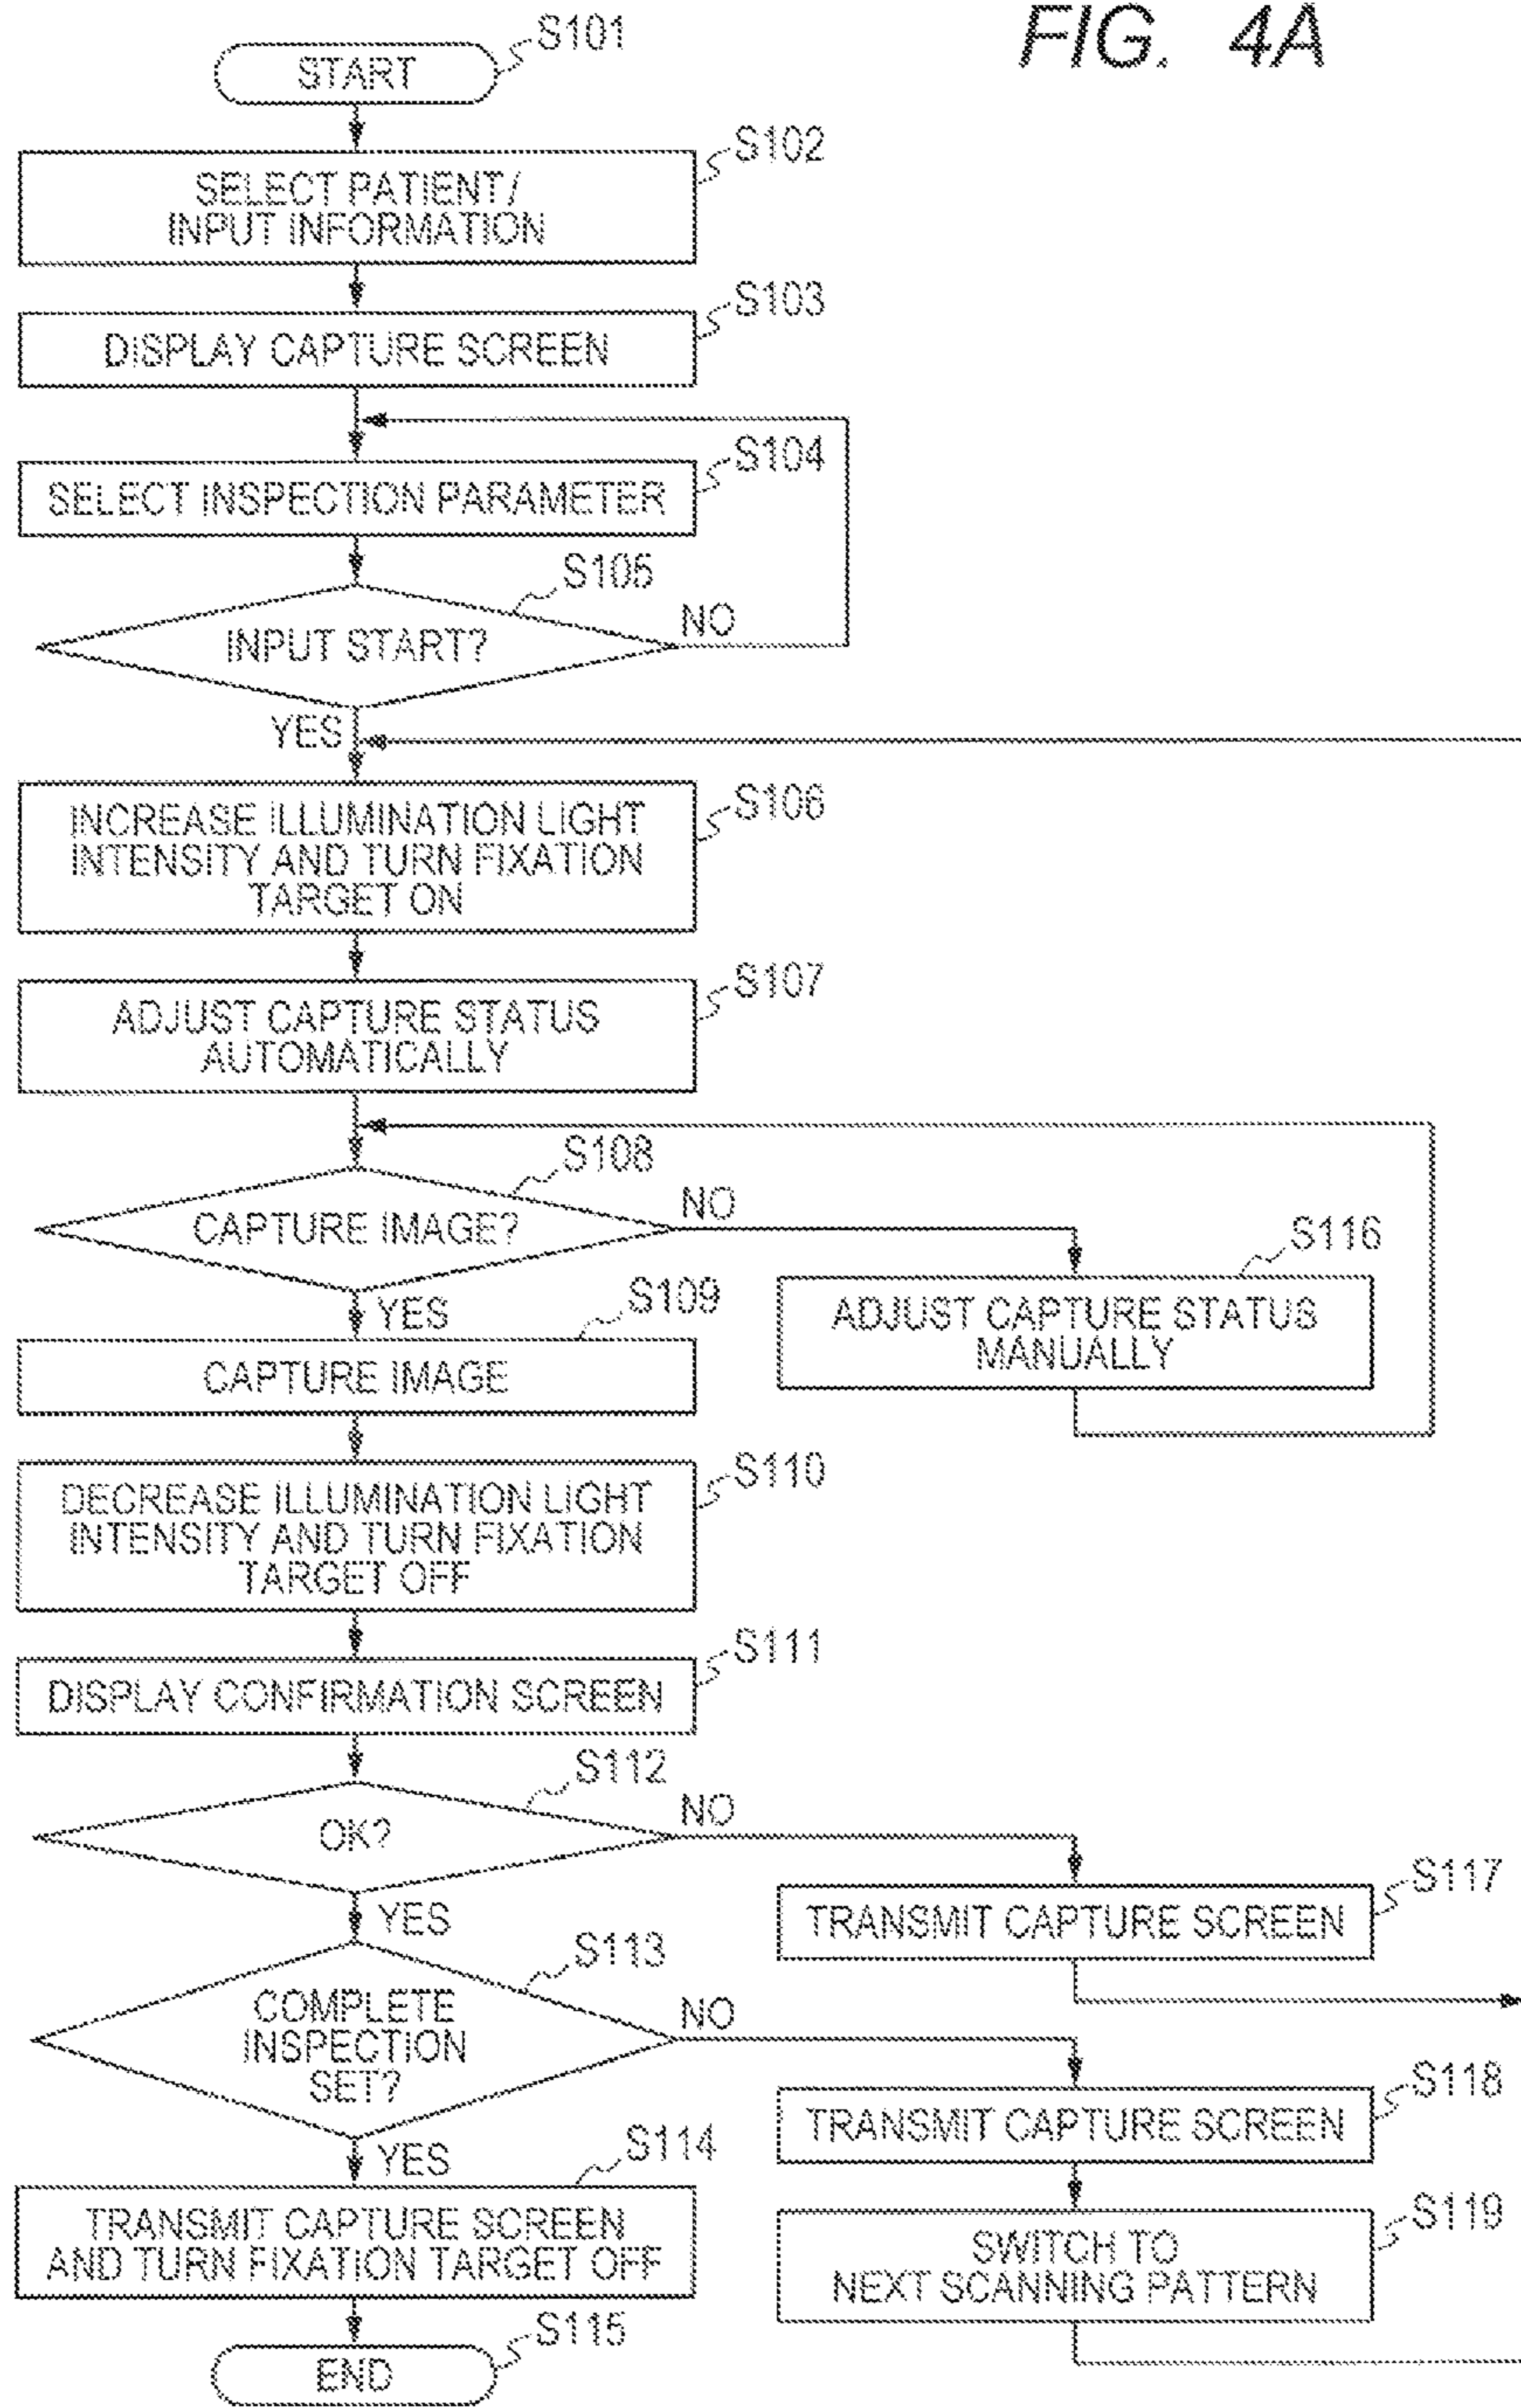 FIG. 4A
START
S101
S102
SELECT PATIENT/
INPUT INFORMATION
S103
DISPLAY CAPTURE SCREEN
S104
SELECT INSPECTION PARAMETER
S105
INPUT START?
NO
YES
S106
INCREASE ILLUMINATION LIGHT
INTENSITY AND TURN FIXATION
TARGET ON
S107
ADJUST CAPTURE STATUS
AUTOMATICALLY
S108
CAPTURE IMAGE?
NO
YES
S116
ADJUST CAPTURE STATUS
MANUALLY
S109
CAPTURE IMAGE
S110
DECREASE ILLUMINATION LIGHT
INTENSITY AND TURN FIXATION
TARGET OFF
S111
DISPLAY CONFIRMATION SCREEN
S112
OK?
NO
YES
S117
TRANSMIT CAPTURE SCREEN
S113
COMPLETE
INSPECTION
SET?
NO
YES
S118
TRANSMIT CAPTURE SCREEN
S114
TRANSMIT CAPTURE SCREEN
AND TURN FIXATION TARGET OFF
S119
SWITCH TO
NEXT SCANNING PATTERN
S115
END